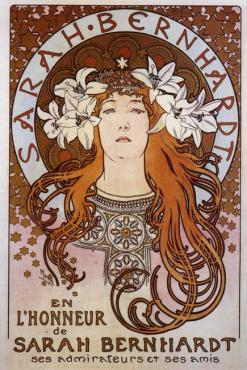 SARAH·BERNHARDT
EN
L'HONNEUR
de
SARAH BERNHARDT
ses admirateurs et ses amis